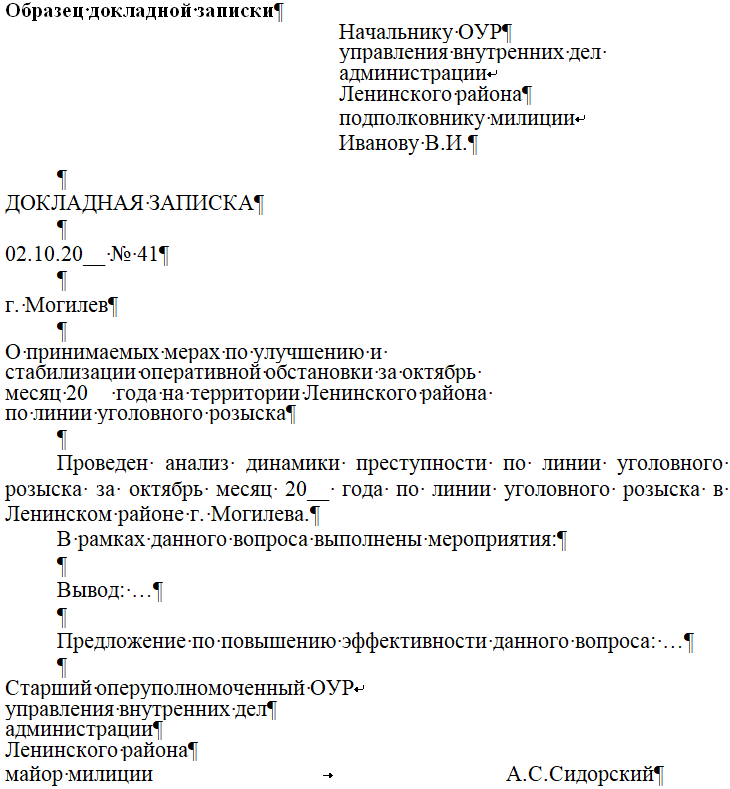 Образец докладной записки¶
Начальнику ОУР¶
управления внутренних дел
администрации↵
Ленинского района¶
подполковнику милиции↵
Иванову В.И.¶
¶
ДОКЛАДНАЯ ЗАПИСКА¶
¶
02.10.20__ № 41¶
¶
г. Могилев¶
¶
О принимаемых мерах по улучшению и
стабилизации оперативной обстановки за октябрь
месяц 20 года на территории Ленинского района
по линии уголовного розыска¶
¶
Проведен анализ динамики преступности по линии уголовного
розыска за октябрь месяц 20__ года по линии уголовного розыска в
Ленинском районе г. Могилева.¶
В рамках данного вопроса выполнены мероприятия:¶
¶
Вывод: …¶
¶
Предложение по повышению эффективности данного вопроса: …¶
¶
Старший оперуполномоченный ОУР↵
управления внутренних дел¶
администрации¶
Ленинского района¶
майор милиции → А.С.Сидорский¶